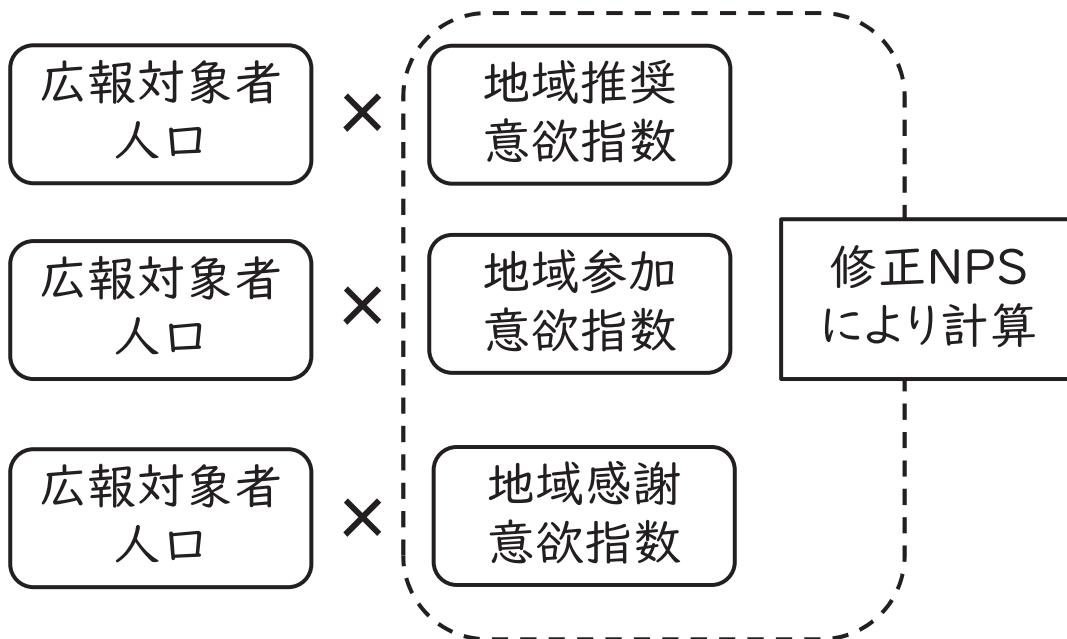 広報対象者
人口
×
地域推奨
意欲指数
広報対象者
人口
×
地域参加
意欲指数
修正NPS
により計算
広報対象者
人口
×
地域感謝
意欲指数